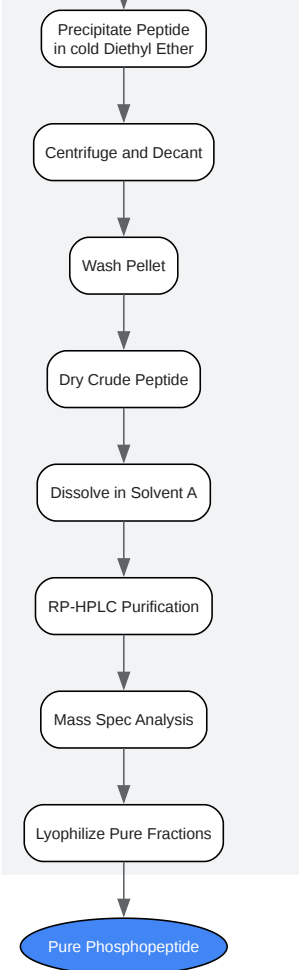 Precipitate Peptide
in cold Diethyl Ether
Centrifuge and Decant
Wash Pellet
Dry Crude Peptide
Dissolve in Solvent A
RP-HPLC Purification
Mass Spec Analysis
Lyophilize Pure Fractions
Pure Phosphopeptide